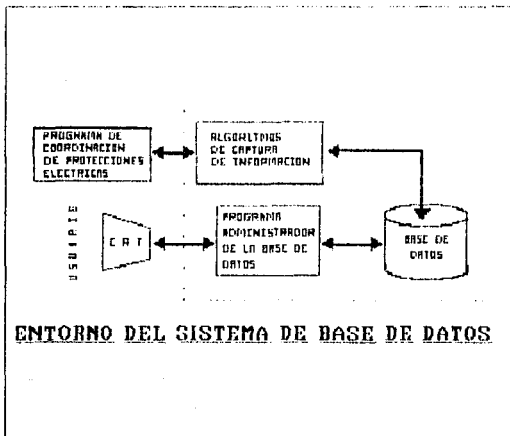 PROGRAMA DE
COORDINACION
DE PROTECCIONES
ELECTRICAS
ALGORITMOS
DE CAPTURA
DE INFORMACION
USUARIO
C R T
PROGRAMA
ADMINISTRADOR
DE LA BASE DE
DATOS
BASE DE
DATOS
ENTORNO DEL SISTEMA DE BASE DE DATOS